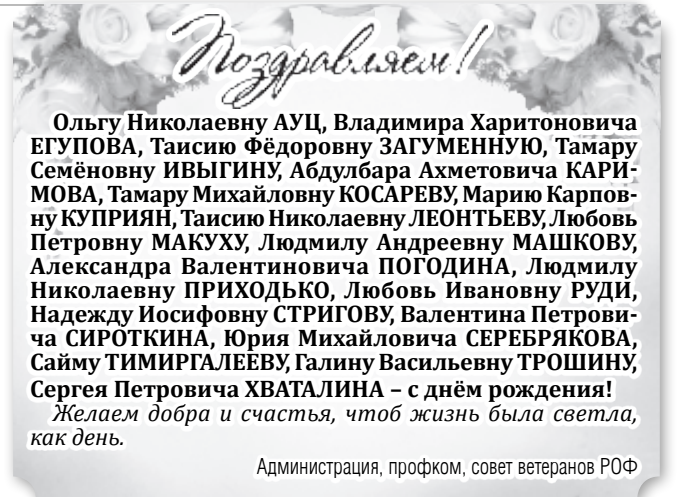 Поздравляем!
Ольгу Николаевну АУЦ, Владимира Харитоновича
ЕГУПОВА, Таисию Фёдоровну ЗАГУМЕННУЮ, Тамару
Семёновну ИВЫГИНУ, Абдулбара Ахметовича КАРИ-
МОВА, Тамару Михайловну КОСАРЕВУ, Марию Карпов-
ну КУПРИЯН, Таисию Николаевну ЛЕОНТЬЕВУ, Любовь
Петровну МАКУХУ, Людмилу Андреевну МАШКОВУ,
Александра Валентиновича ПОГОДИНА, Людмилу
Николаевну ПРИХОДЬКО, Любовь Ивановну РУДИ,
Надежду Иосифовну СТРИГОВУ, Валентина Петрови-
ча СИРОТКИНА, Юрия Михайловича СЕРЕБРЯКОВА,
Сайму ТИМИРГАЛЕЕВУ, Галину Васильевну ТРОШИНУ,
Сергея Петровича ХВАТАЛИНА – с днём рождения!
Желаем добра и счастья, чтоб жизнь была светла,
как день.
Администрация, профком, совет ветеранов РОФ